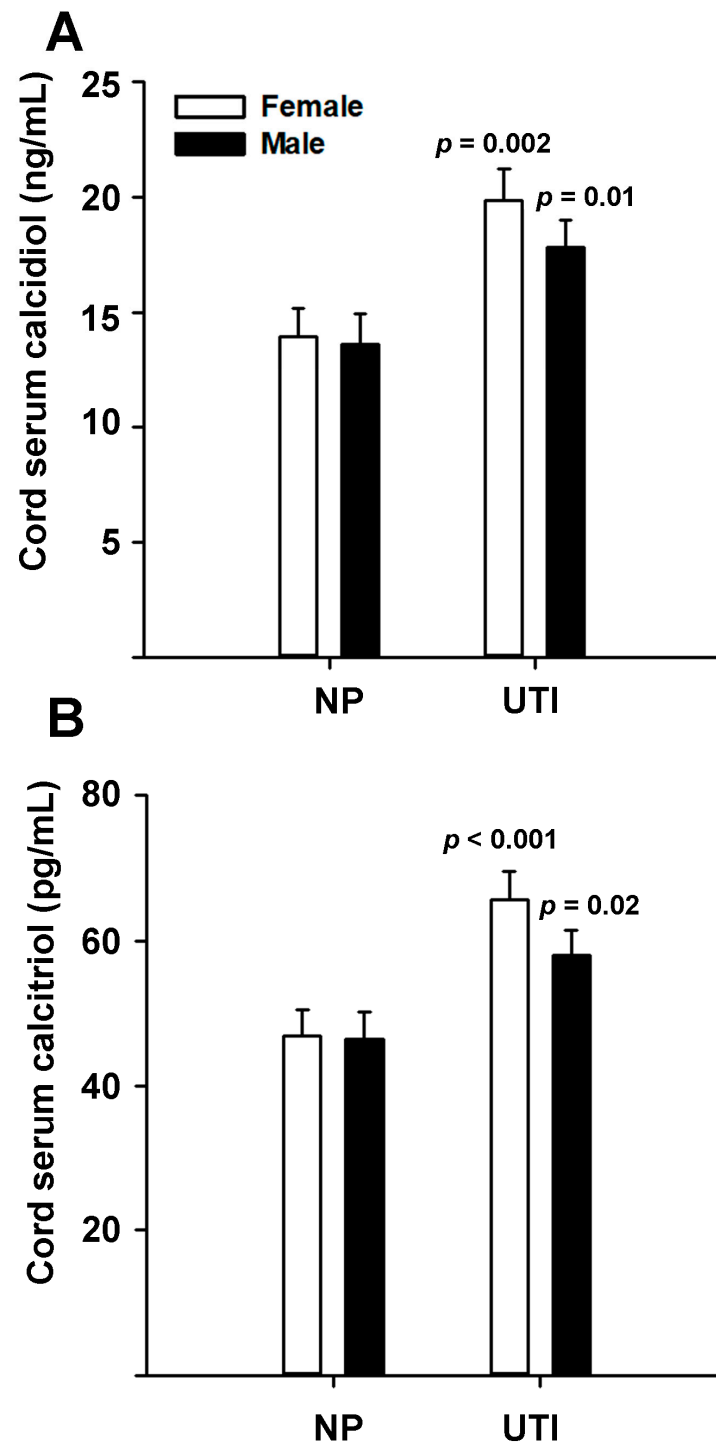 A
Cord serum calcidiol (ng/mL)
25
20
15
10
5
Female
Male
p = 0.002
p = 0.01
NP
UTI
B
Cord serum calcitriol (pg/mL)
80
60
40
20
p < 0.001
p = 0.02
NP
UTI